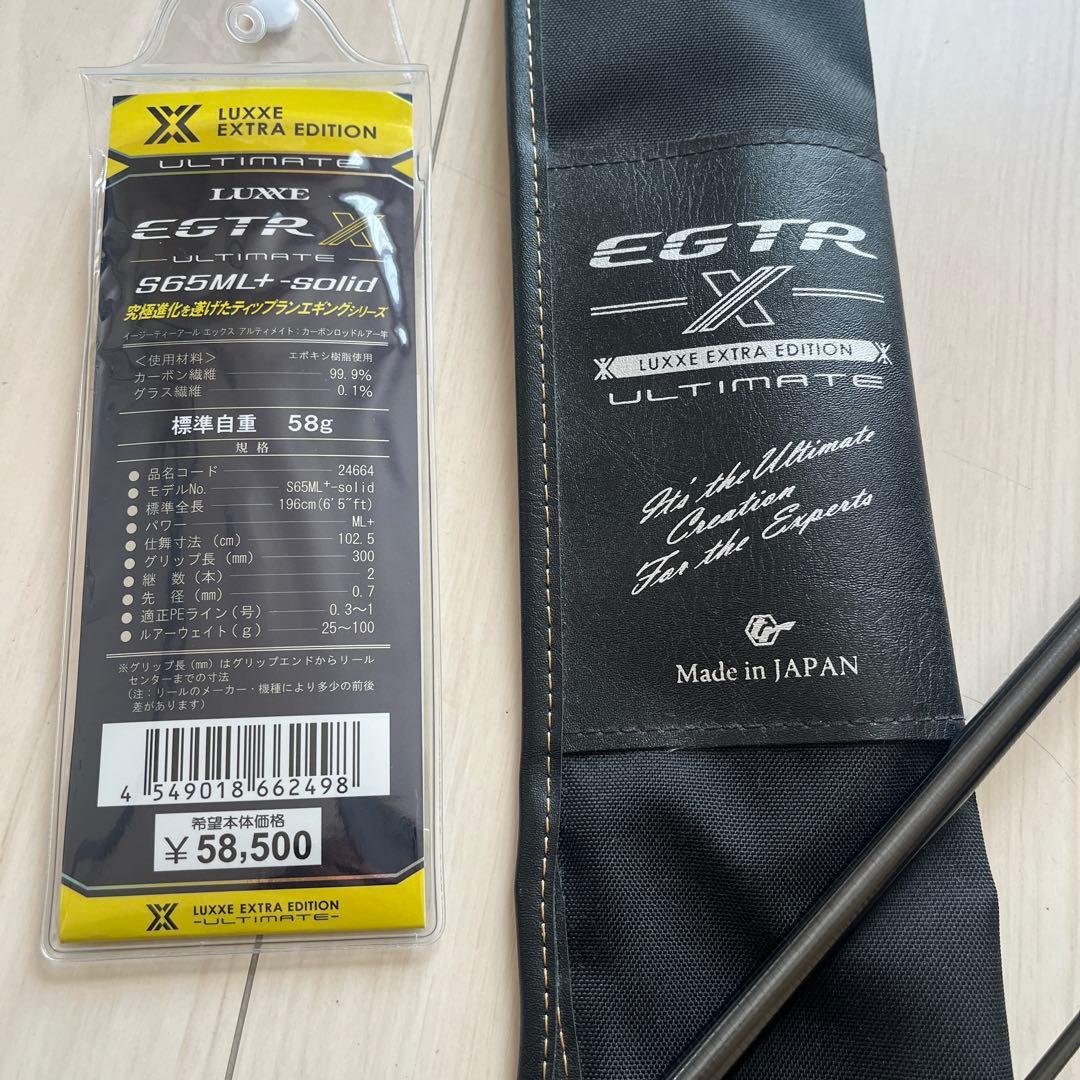 LUXXE
EXTRA EDITION
ULTIMATE
LUXXE
EGTR X
ULTIMATE
S65ML+-solid
究極進化を遂げたティップランエギングシリーズ
イージーティーアール エックス アルティメイト：カーボンロッドルアー竿
＜使用材料＞ エポキシ樹脂使用
カーボン繊維 99.9%
グラス繊維 0.1%
標準自重 58g
規格
● 品名コード 24664
● モデルNo. S65ML+-solid
● 標準全長 196cm(6'5"ft)
● パワー ML+
● 仕舞寸法 (cm) 102.5
● グリップ長 (mm) 300
● 継 数 (本) 2
● 先 径 (mm) 0.7
● 適正PEライン(号) 0.3〜1
● ルアーウェイト(g) 25〜100
※グリップ長(mm)はグリップエンドからリール
センターまでの寸法
(注：リールのメーカー・機種により多少の前後
差があります)
4 549018 662498
希望本体価格
¥58,500
LUXXE EXTRA EDITION
-ULTIMATE-
EGTR
X
LUXXE EXTRA EDITION
ULTIMATE
It's the Ultimate
Creation
For the Experts
Made in JAPAN